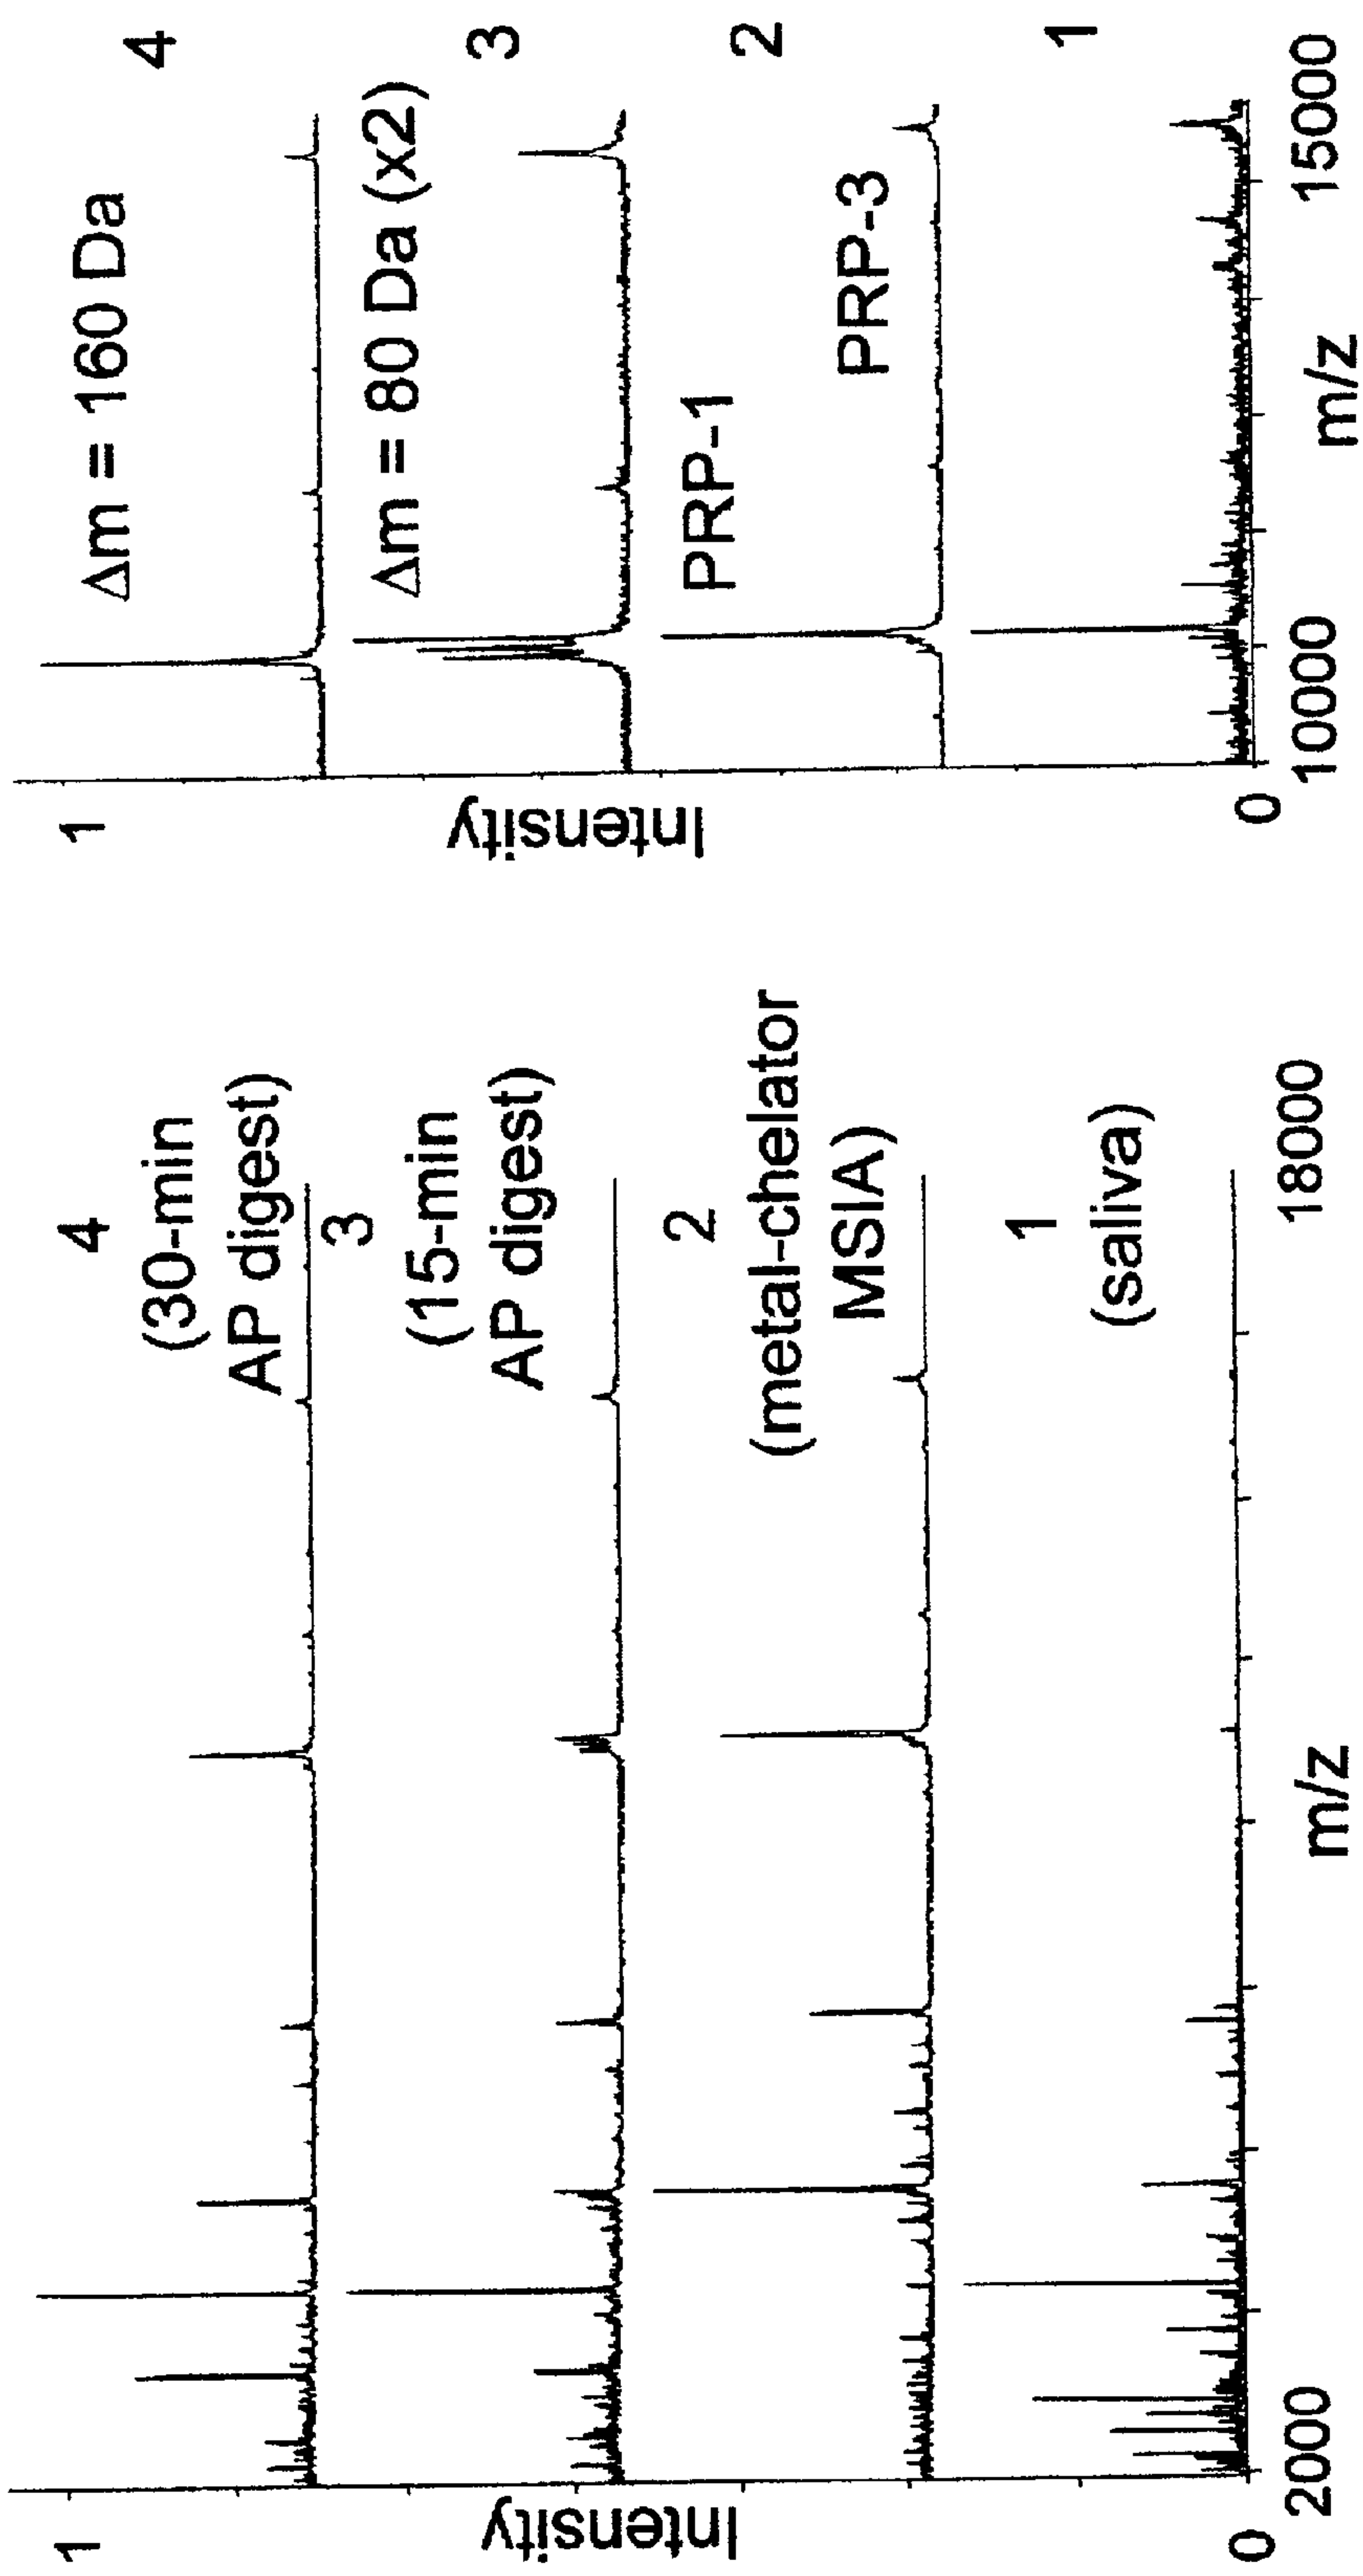 1
Intensity
0
4
(30-min
AP digest)
3
(15-min
AP digest)
2
(metal-chelator
MSIA)
1
(saliva)
2000
18000
m/z
1
Intensity
0
4
Δm = 160 Da
3
Δm = 80 Da (x2)
2
PRP-1
PRP-3
1
10000
15000
m/z